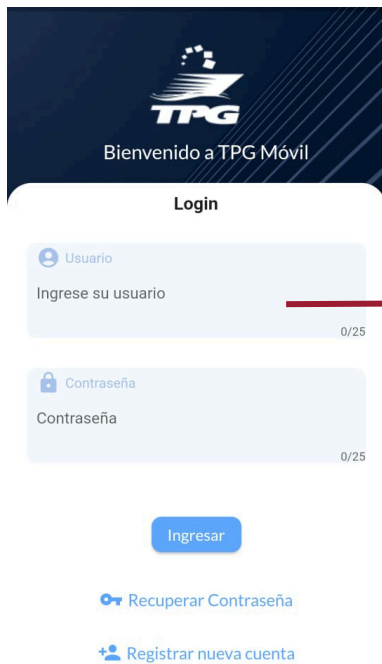 TPG
Bienvenido a TPG Móvil
Login
Usuario
Ingrese su usuario
0/25
Contraseña
Contraseña
0/25
Ingresar
Recuperar Contraseña
Registrar nueva cuenta